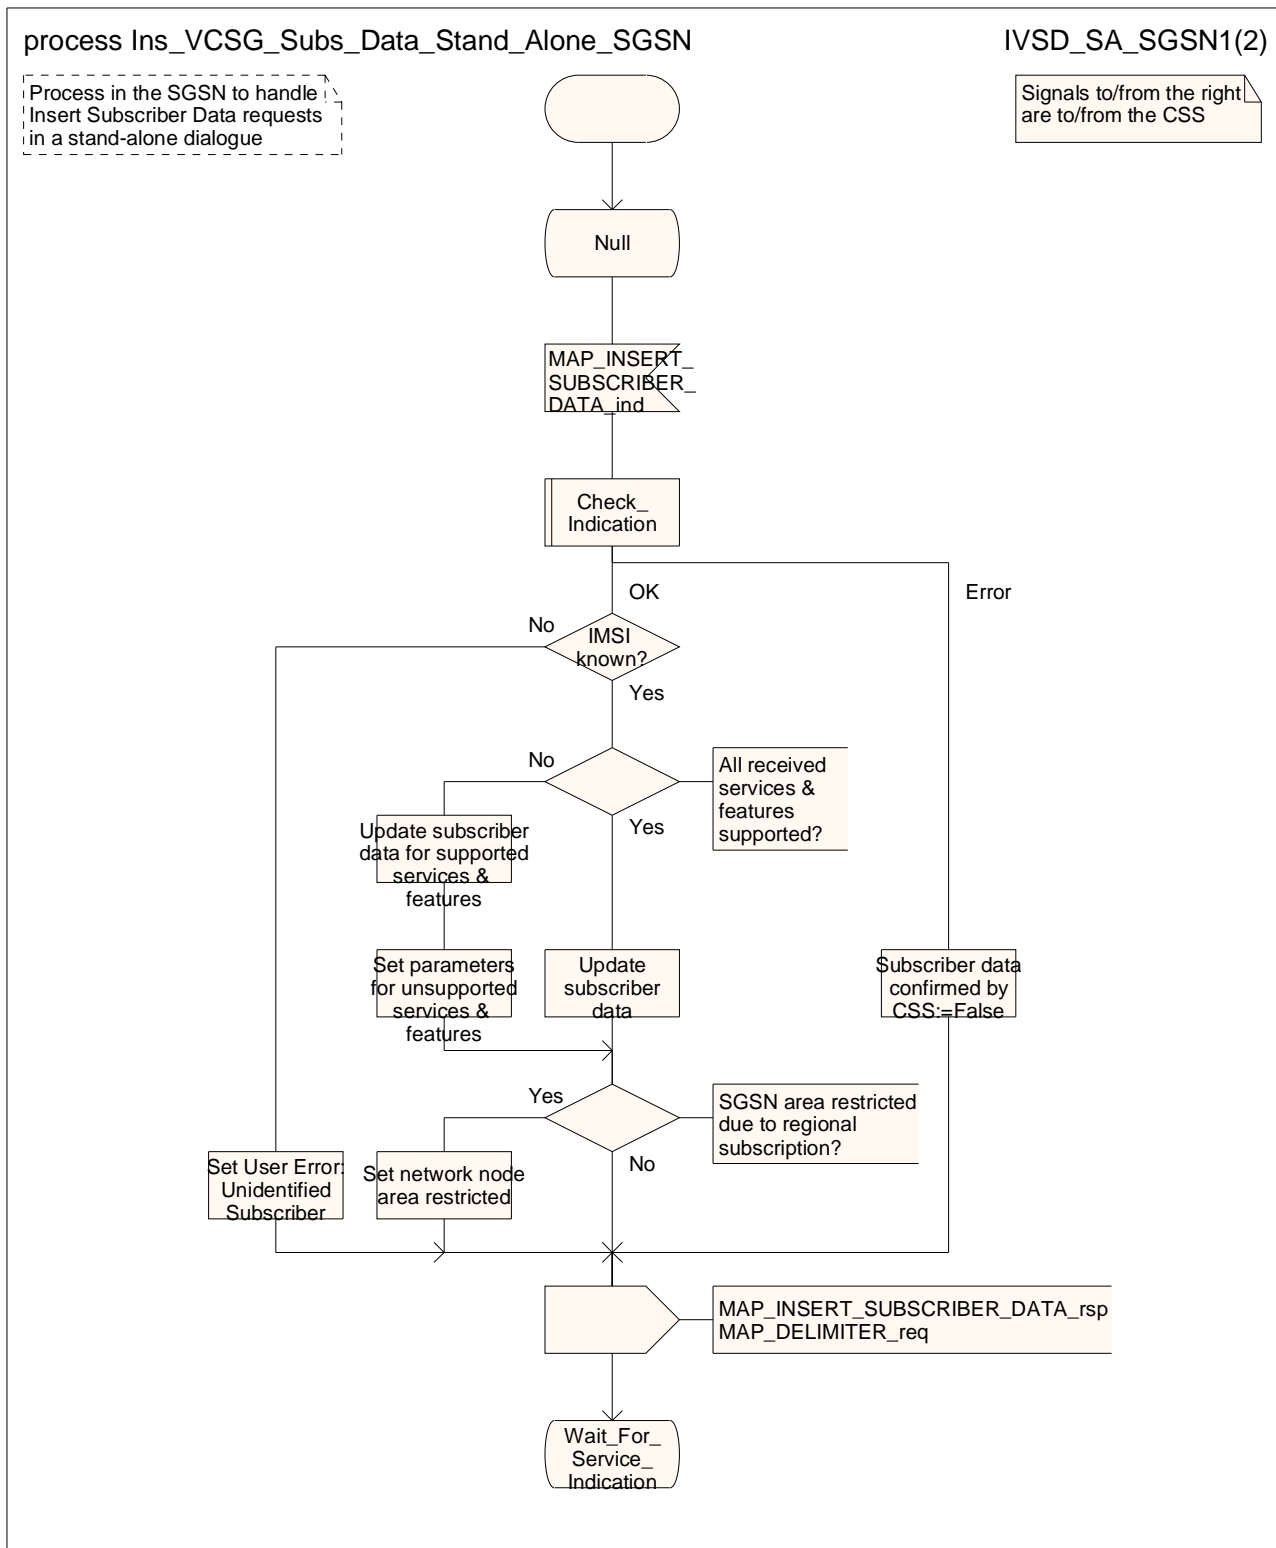 process Ins_VCSG_Subs_Data_Stand_Alone_SGSN
IVSD_SA_SGSN1(2)
Process in the SGSN to handle
Insert Subscriber Data requests
in a stand-alone dialogue
Signals to/from the right
are to/from the CSS
Null
MAP_INSERT_
SUBSCRIBER_
DATA_ind
Check_
Indication
OK
Error
No
IMSI
known?
Yes
No
All received
services &
features
supported?
Yes
Update subscriber
data for supported
services &
features
Set parameters
for unsupported
services &
features
Update
subscriber
data
Subscriber data
confirmed by
CSS:=False
Yes
SGSN area restricted
due to regional
subscription?
No
Set User Error:
Unidentified
Subscriber
Set network node
area restricted
MAP_INSERT_SUBSCRIBER_DATA_rsp
MAP_DELIMITER_req
Wait_For_
Service_
Indication